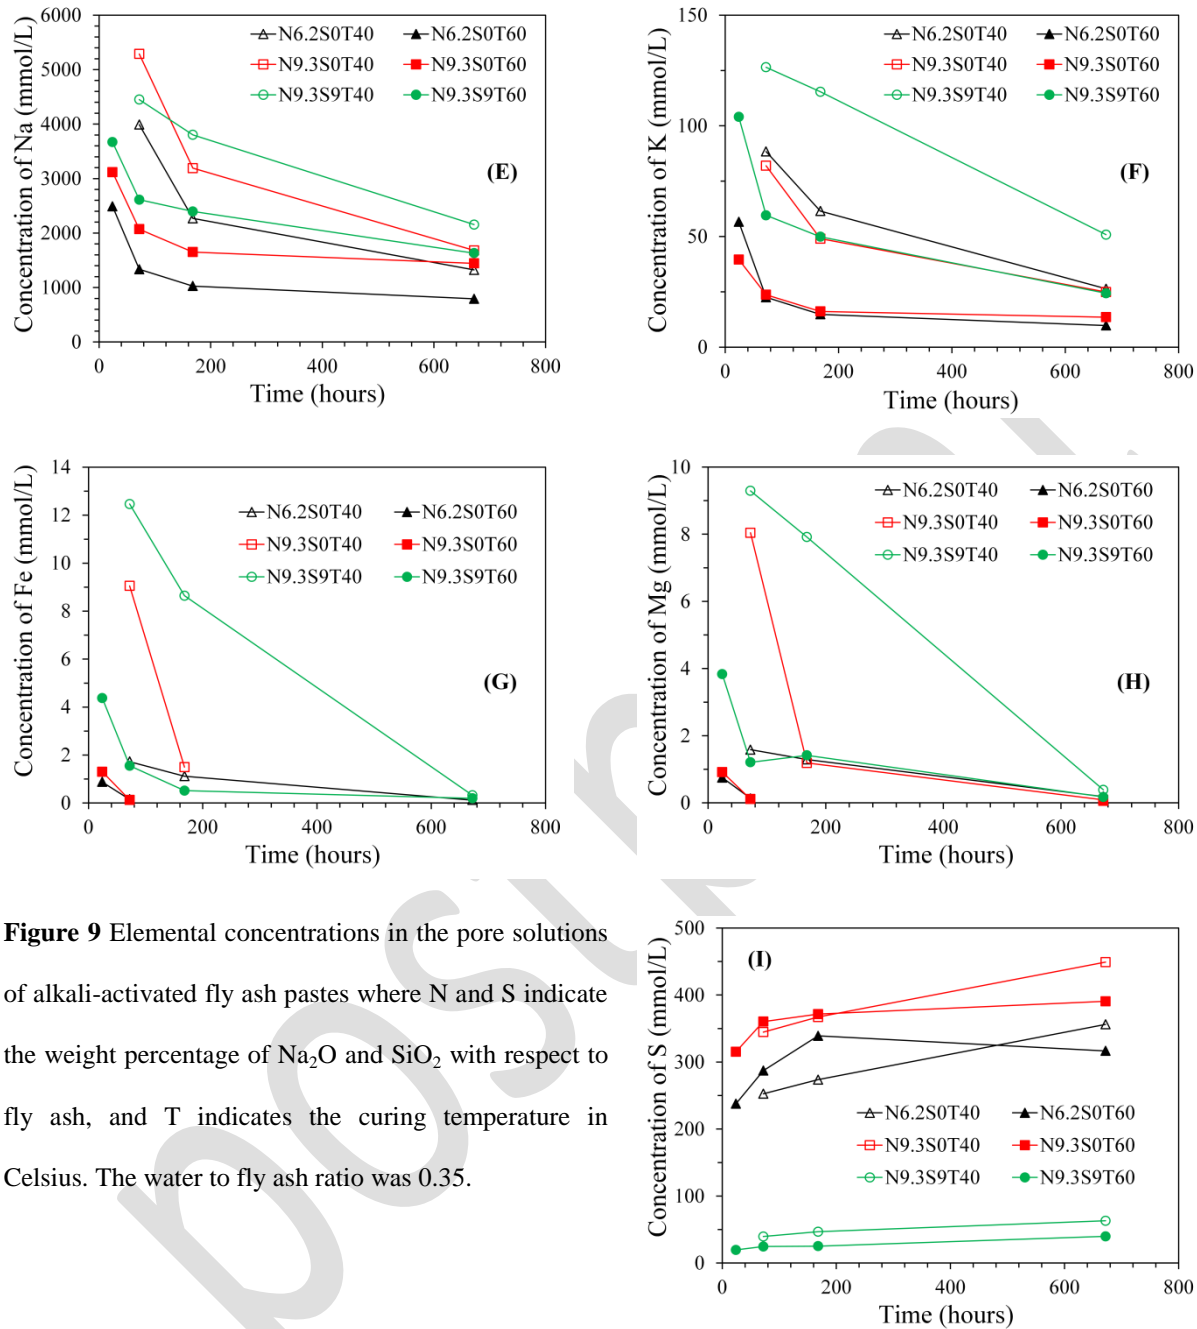 6000
5000
4000
3000
2000
1000
0
Concentration of Na (mmol/L)
N6.2S0T40 N6.2S0T60
N9.3S0T40 N9.3S0T60
N9.3S9T40 N9.3S9T60
(E)
0 200 400 600 800
Time (hours)
150
100
50
0
Concentration of K (mmol/L)
N6.2S0T40 N6.2S0T60
N9.3S0T40 N9.3S0T60
N9.3S9T40 N9.3S9T60
(F)
0 200 400 600 800
Time (hours)
14
12
10
8
6
4
2
0
Concentration of Fe (mmol/L)
N6.2S0T40 N6.2S0T60
N9.3S0T40 N9.3S0T60
N9.3S9T40 N9.3S9T60
(G)
0 200 400 600 800
Time (hours)
10
8
6
4
2
0
Concentration of Mg (mmol/L)
N6.2S0T40 N6.2S0T60
N9.3S0T40 N9.3S0T60
N9.3S9T40 N9.3S9T60
(H)
0 200 400 600 800
Time (hours)
Figure 9 Elemental concentrations in the pore solutions
of alkali-activated fly ash pastes where N and S indicate
the weight percentage of Na₂O and SiO₂ with respect to
fly ash, and T indicates the curing temperature in
Celsius. The water to fly ash ratio was 0.35.
500
400
300
200
100
0
Concentration of S (mmol/L)
(I)
N6.2S0T40 N6.2S0T60
N9.3S0T40 N9.3S0T60
N9.3S9T40 N9.3S9T60
0 200 400 600 800
Time (hours)